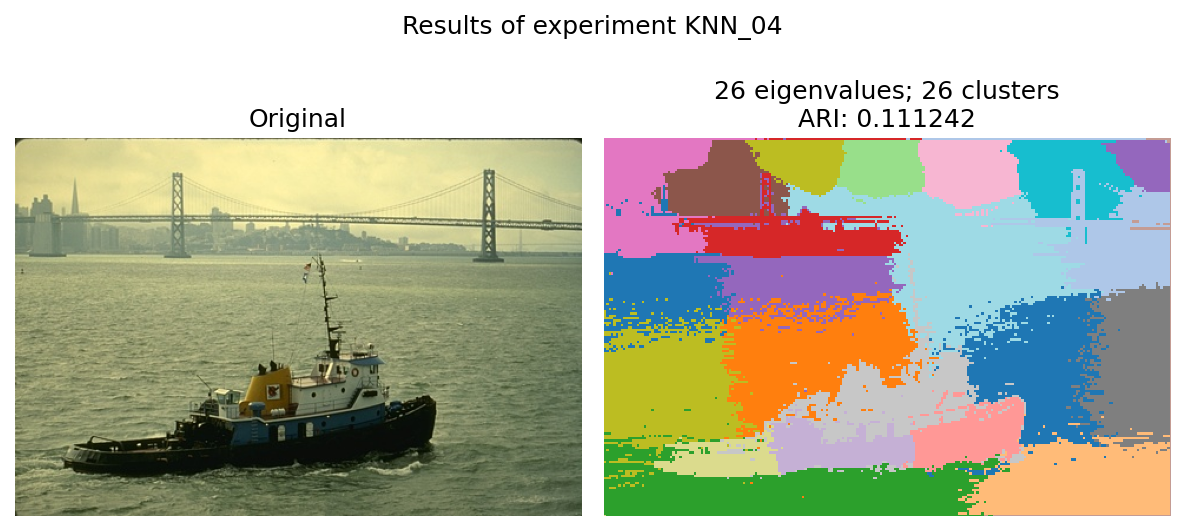 Results of experiment KNN_04
Original
26 eigenvalues; 26 clusters
ARI: 0.111242